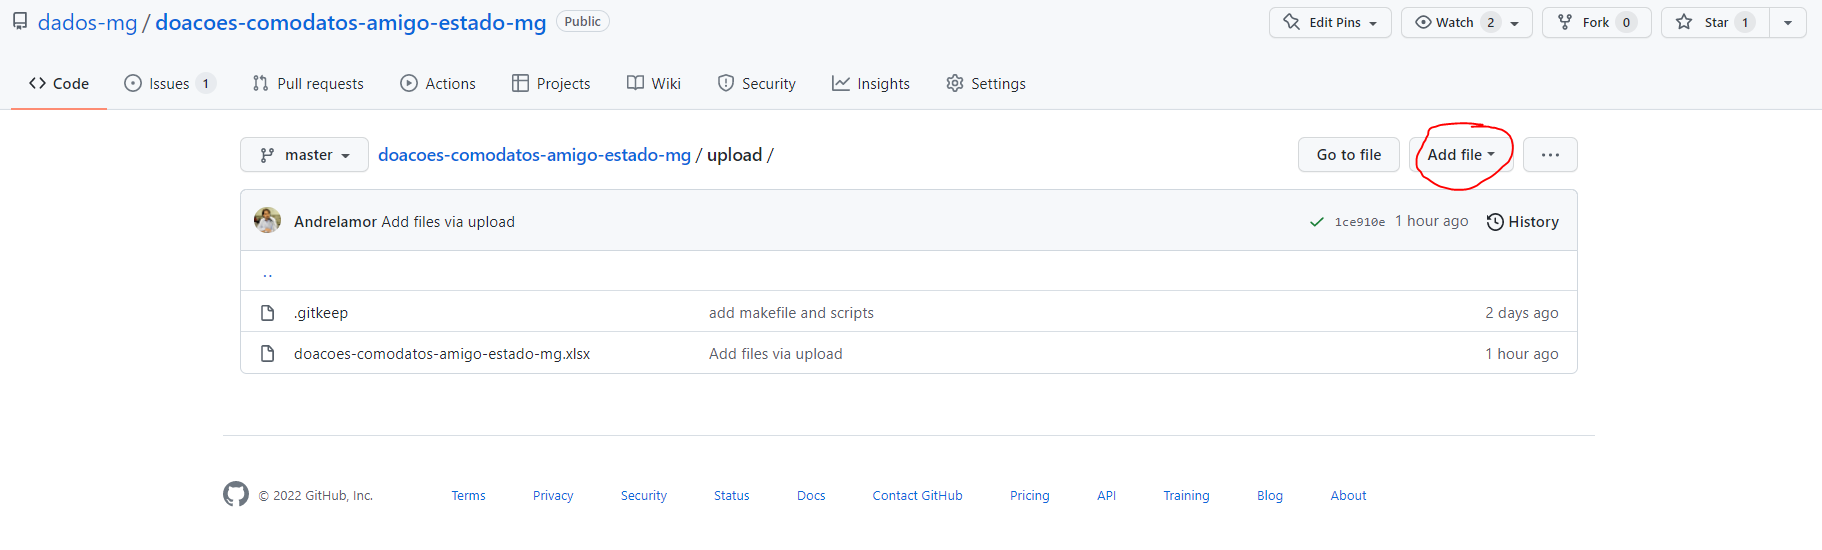 dados-mg / doacoes-comodatos-amigo-estado-mg Public Edit Pins Watch 2 Fork 0 Star 1
Code Issues 1 Pull requests Actions Projects Wiki Security Insights Settings
master doacoes-comodatos-amigo-estado-mg / upload / Go to file Add file ...
Andrelamor Add files via upload 1ce910e 1 hour ago History
..
.gitkeep add makefile and scripts 2 days ago
doacoes-comodatos-amigo-estado-mg.xlsx Add files via upload 1 hour ago
© 2022 GitHub, Inc. Terms Privacy Security Status Docs Contact GitHub Pricing API Training Blog About